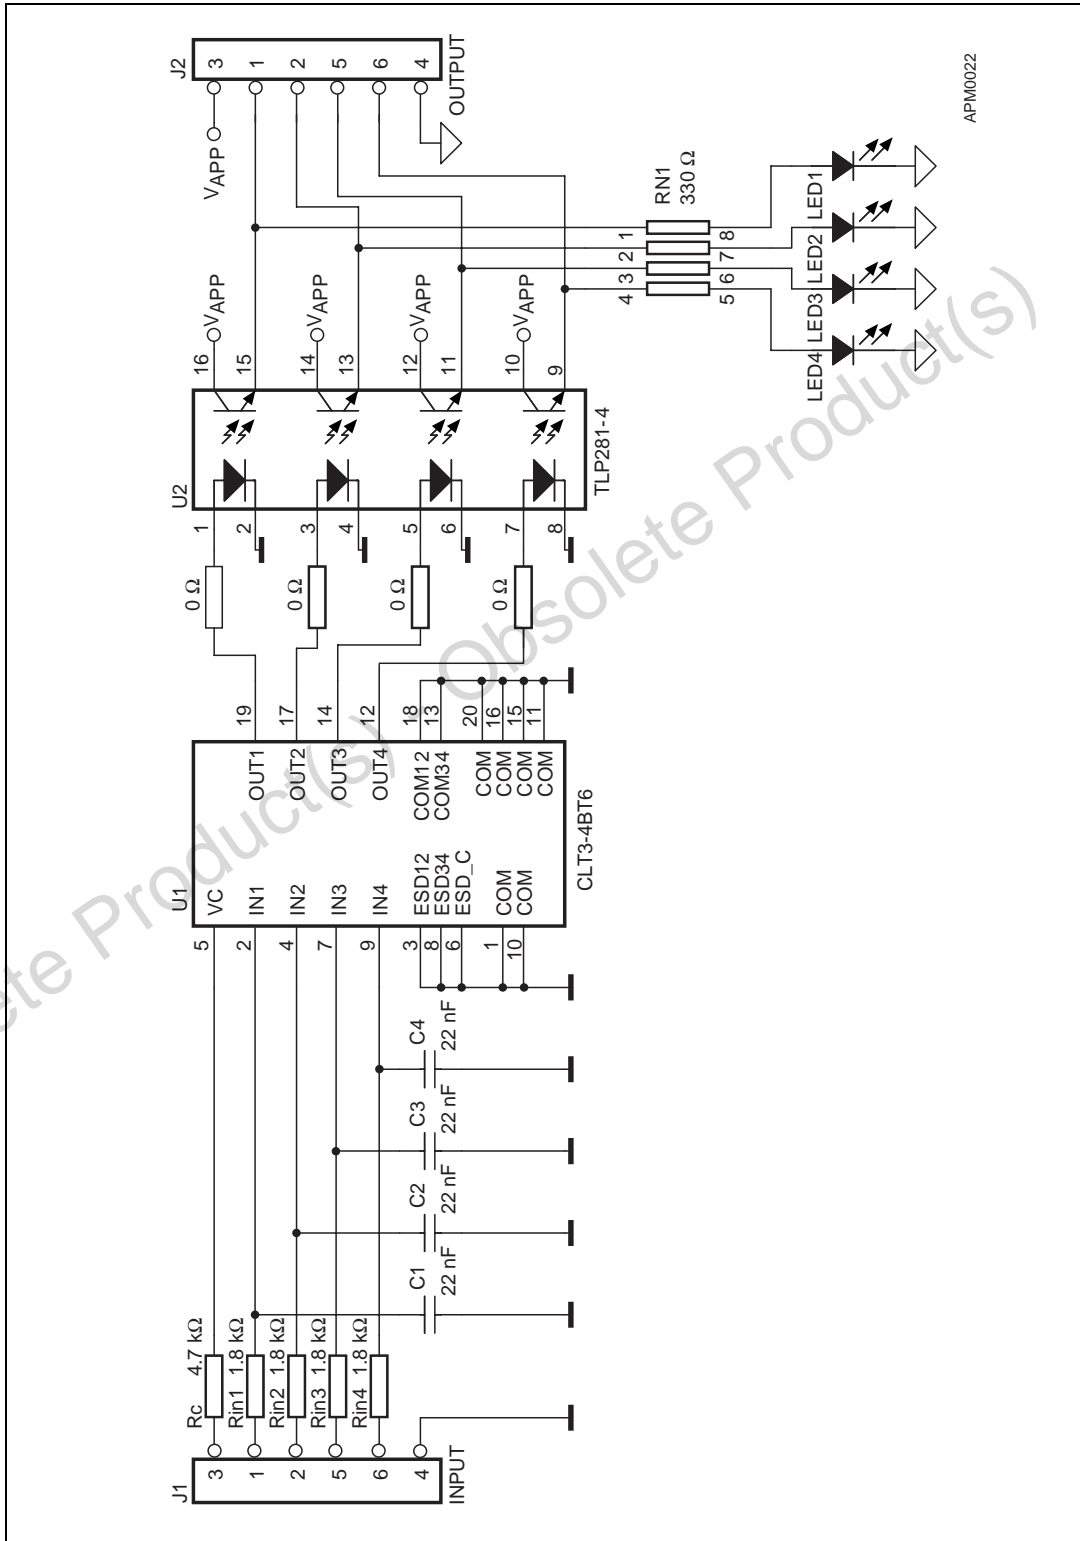 J1
3
1
2
5
6
4
INPUT
Rc 4.7 kΩ
Rin1 1.8 kΩ
Rin2 1.8 kΩ
Rin3 1.8 kΩ
Rin4 1.8 kΩ
C1
22 nF
C2
22 nF
C3
22 nF
C4
22 nF
U1
5 VC
2 IN1
4 IN2
7 IN3
9 IN4
3 ESD12
8 ESD34
6 ESD_C
1 COM
10 COM
OUT1 19
OUT2 17
OUT3 14
OUT4 12
COM12 18
COM34 13
COM 20
COM 16
COM 15
COM 11
CLT3-4BT6
0 Ω
0 Ω
0 Ω
0 Ω
U2
1
2
3
4
5
6
7
8
16 VAPP
15
14 VAPP
13
12 VAPP
11
10 VAPP
9
TLP281-4
J2
3
1
2
5
6
4
OUTPUT
VAPP
RN1
330 Ω
1 8
2 7
3 6
4 5
LED1
LED2
LED3
LED4
APM0022
ete Product(s) - Obsolete Product(s)